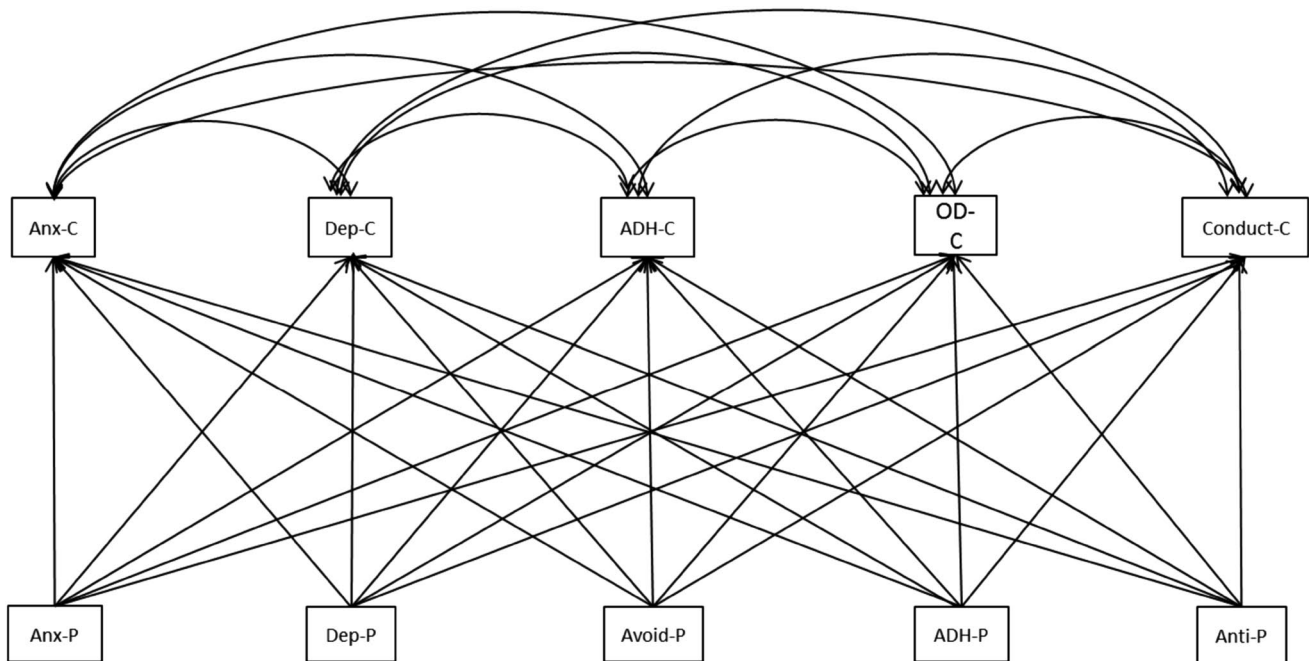 Anx-C
Dep-C
ADH-C
OD-
C
Conduct-C
Anx-P
Dep-P
Avoid-P
ADH-P
Anti-P